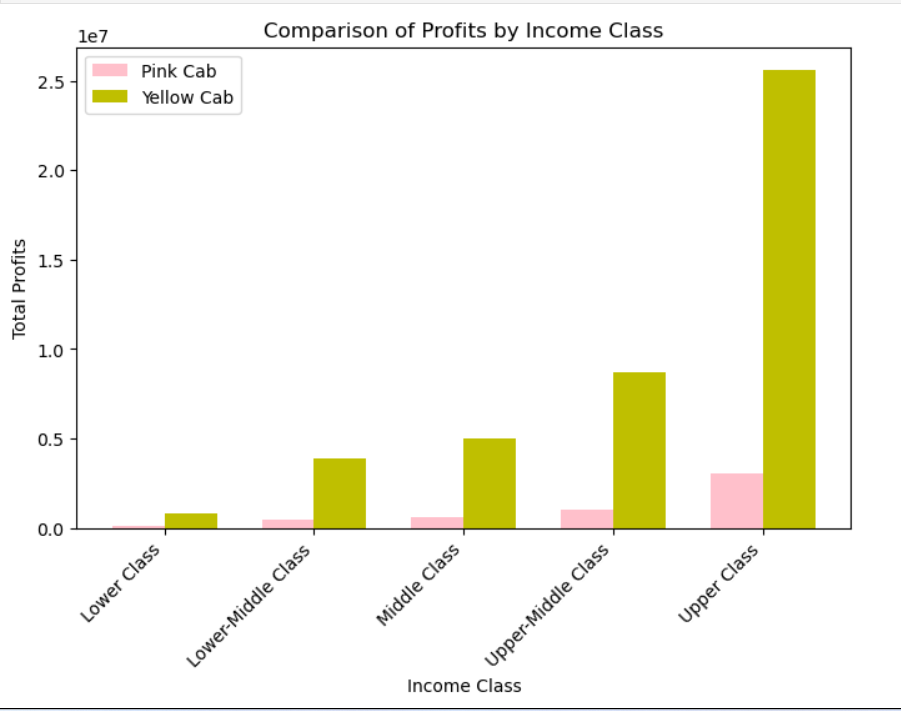 Comparison of Profits by Income Class
1e7
Pink Cab
Yellow Cab
2.5
2.0
1.5
1.0
0.5
0.0
Total Profits
Lower Class
Lower-Middle Class
Middle Class
Upper-Middle Class
Upper Class
Income Class